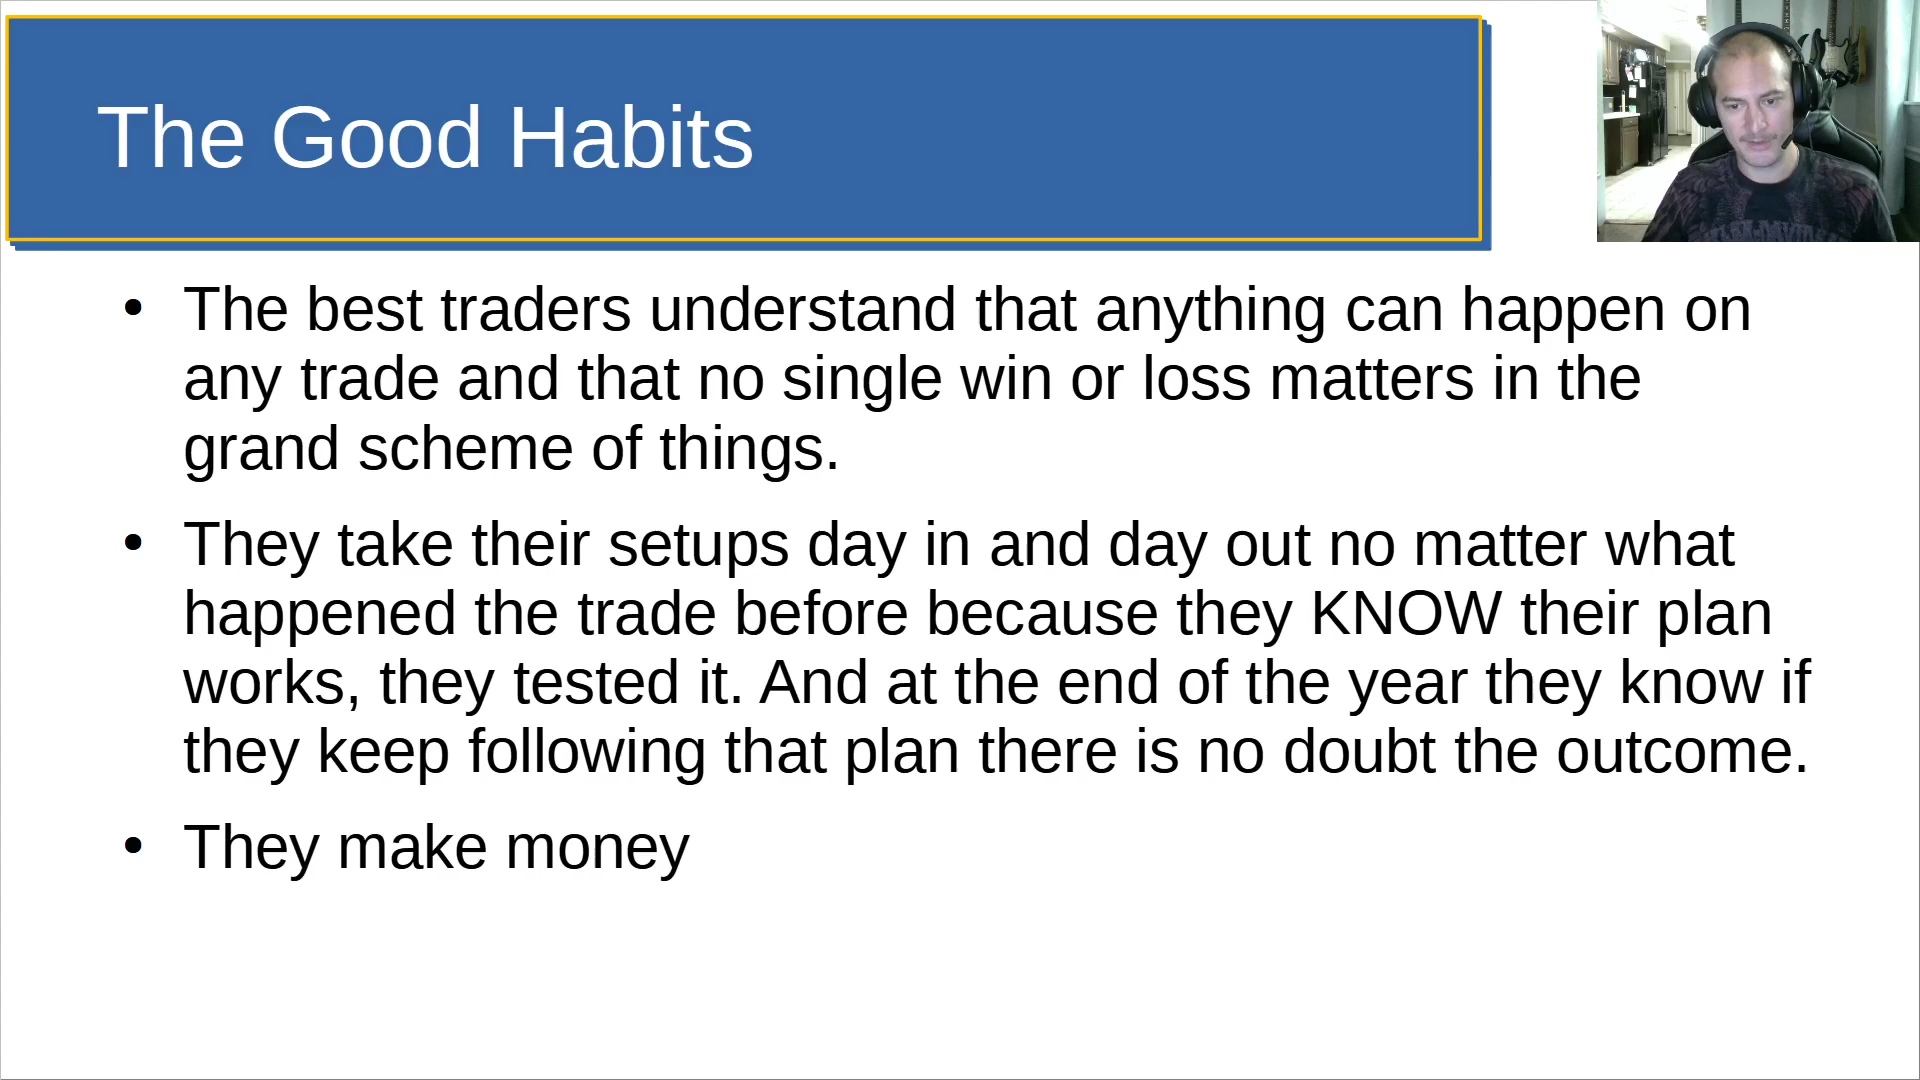 The Good Habits
• The best traders understand that anything can happen on
any trade and that no single win or loss matters in the
grand scheme of things.
• They take their setups day in and day out no matter what
happened the trade before because they KNOW their plan
works, they tested it. And at the end of the year they know if
they keep following that plan there is no doubt the outcome.
• They make money